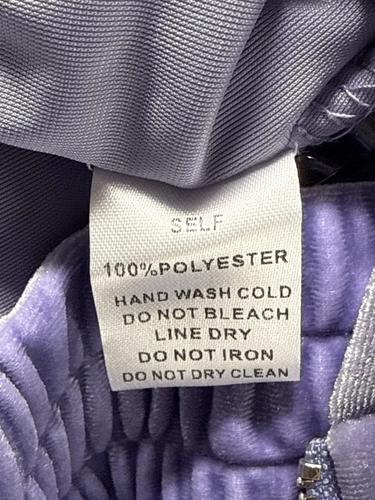 SELF
100%POLYESTER
HAND WASH COLD
DO NOT BLEACH
LINE DRY
DO NOT IRON
DO NOT DRY CLEAN